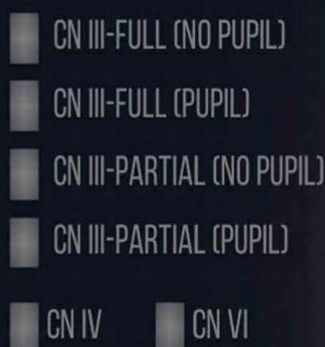 CN III-FULL (NO PUPIL)
CN III-FULL (PUPIL)
CN III-PARTIAL (NO PUPIL)
CN III-PARTIAL (PUPIL)
CN IV CN VI